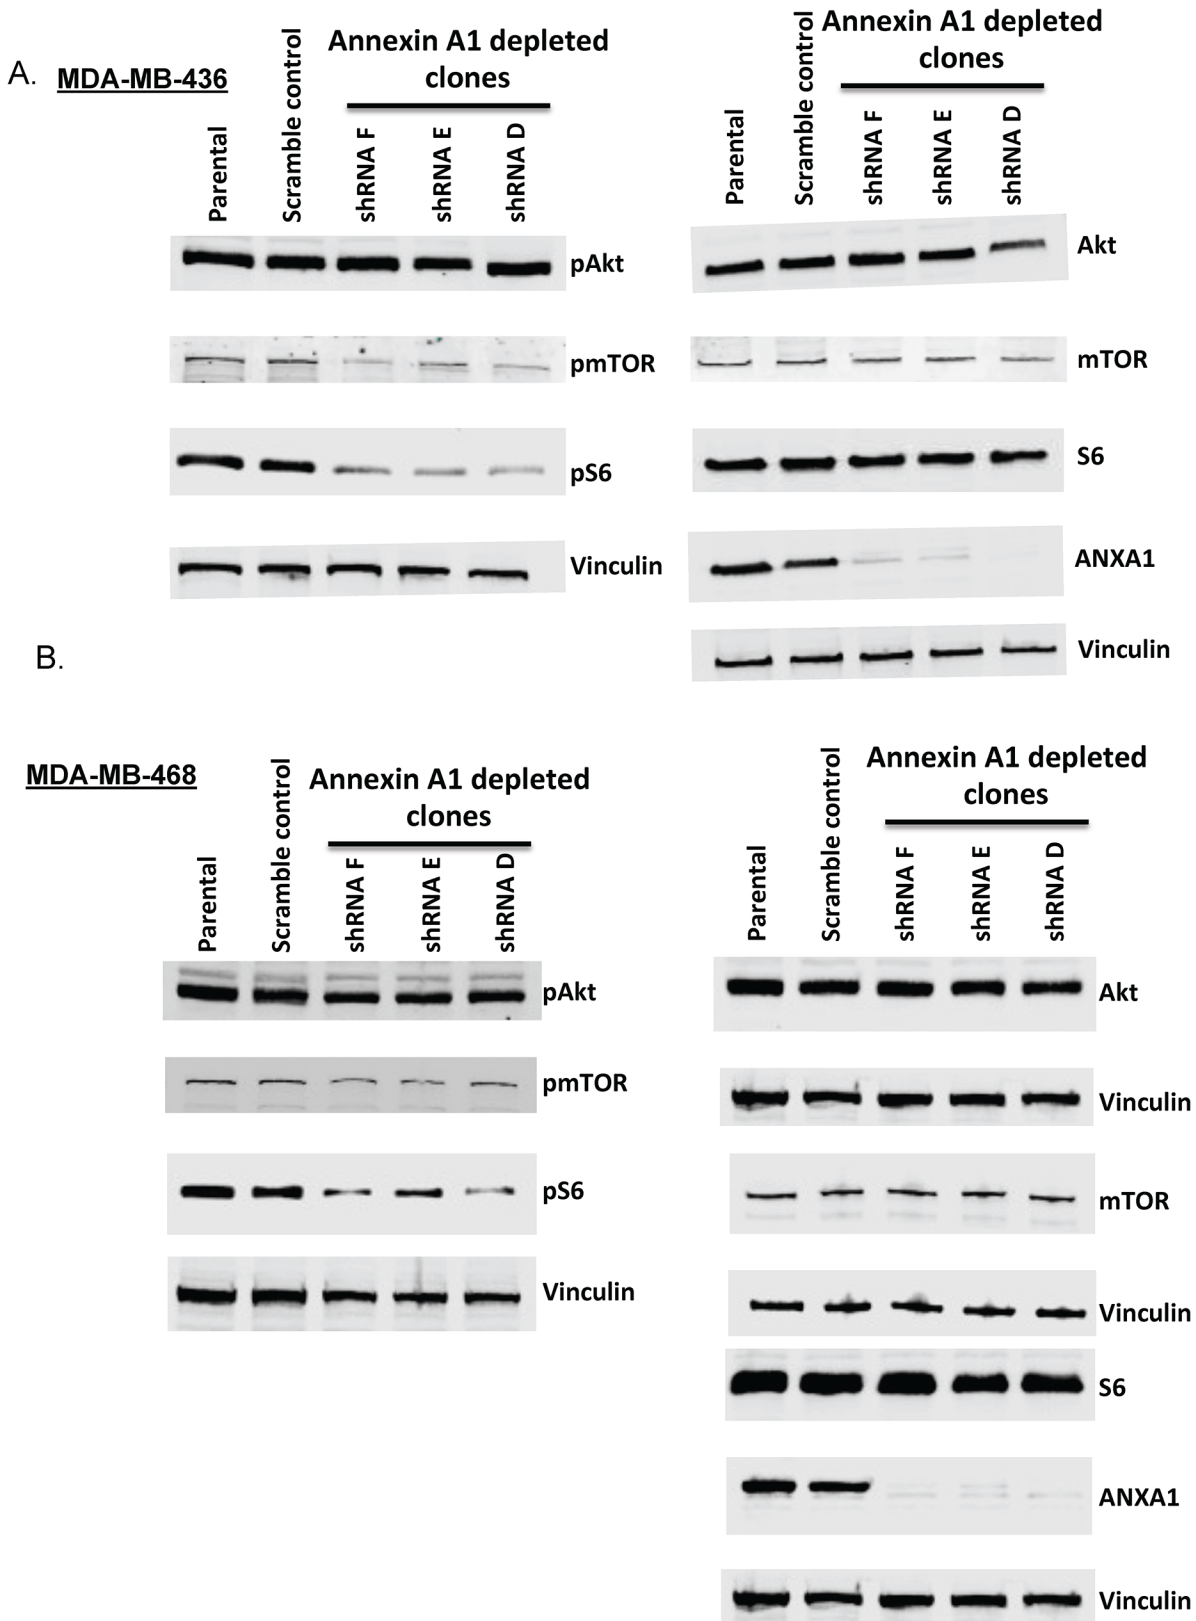 A.
MDA-MB-436
Parental
Scramble control
Annexin A1 depleted
clones
shRNA F
shRNA E
shRNA D
pAkt
pmTOR
pS6
Vinculin
Parental
Scramble control
Annexin A1 depleted
clones
shRNA F
shRNA E
shRNA D
Akt
mTOR
S6
ANXA1
Vinculin
B.
MDA-MB-468
Parental
Scramble control
Annexin A1 depleted
clones
shRNA F
shRNA E
shRNA D
pAkt
pmTOR
pS6
Vinculin
Parental
Scramble control
Annexin A1 depleted
clones
shRNA F
shRNA E
shRNA D
Akt
Vinculin
mTOR
Vinculin
S6
ANXA1
Vinculin